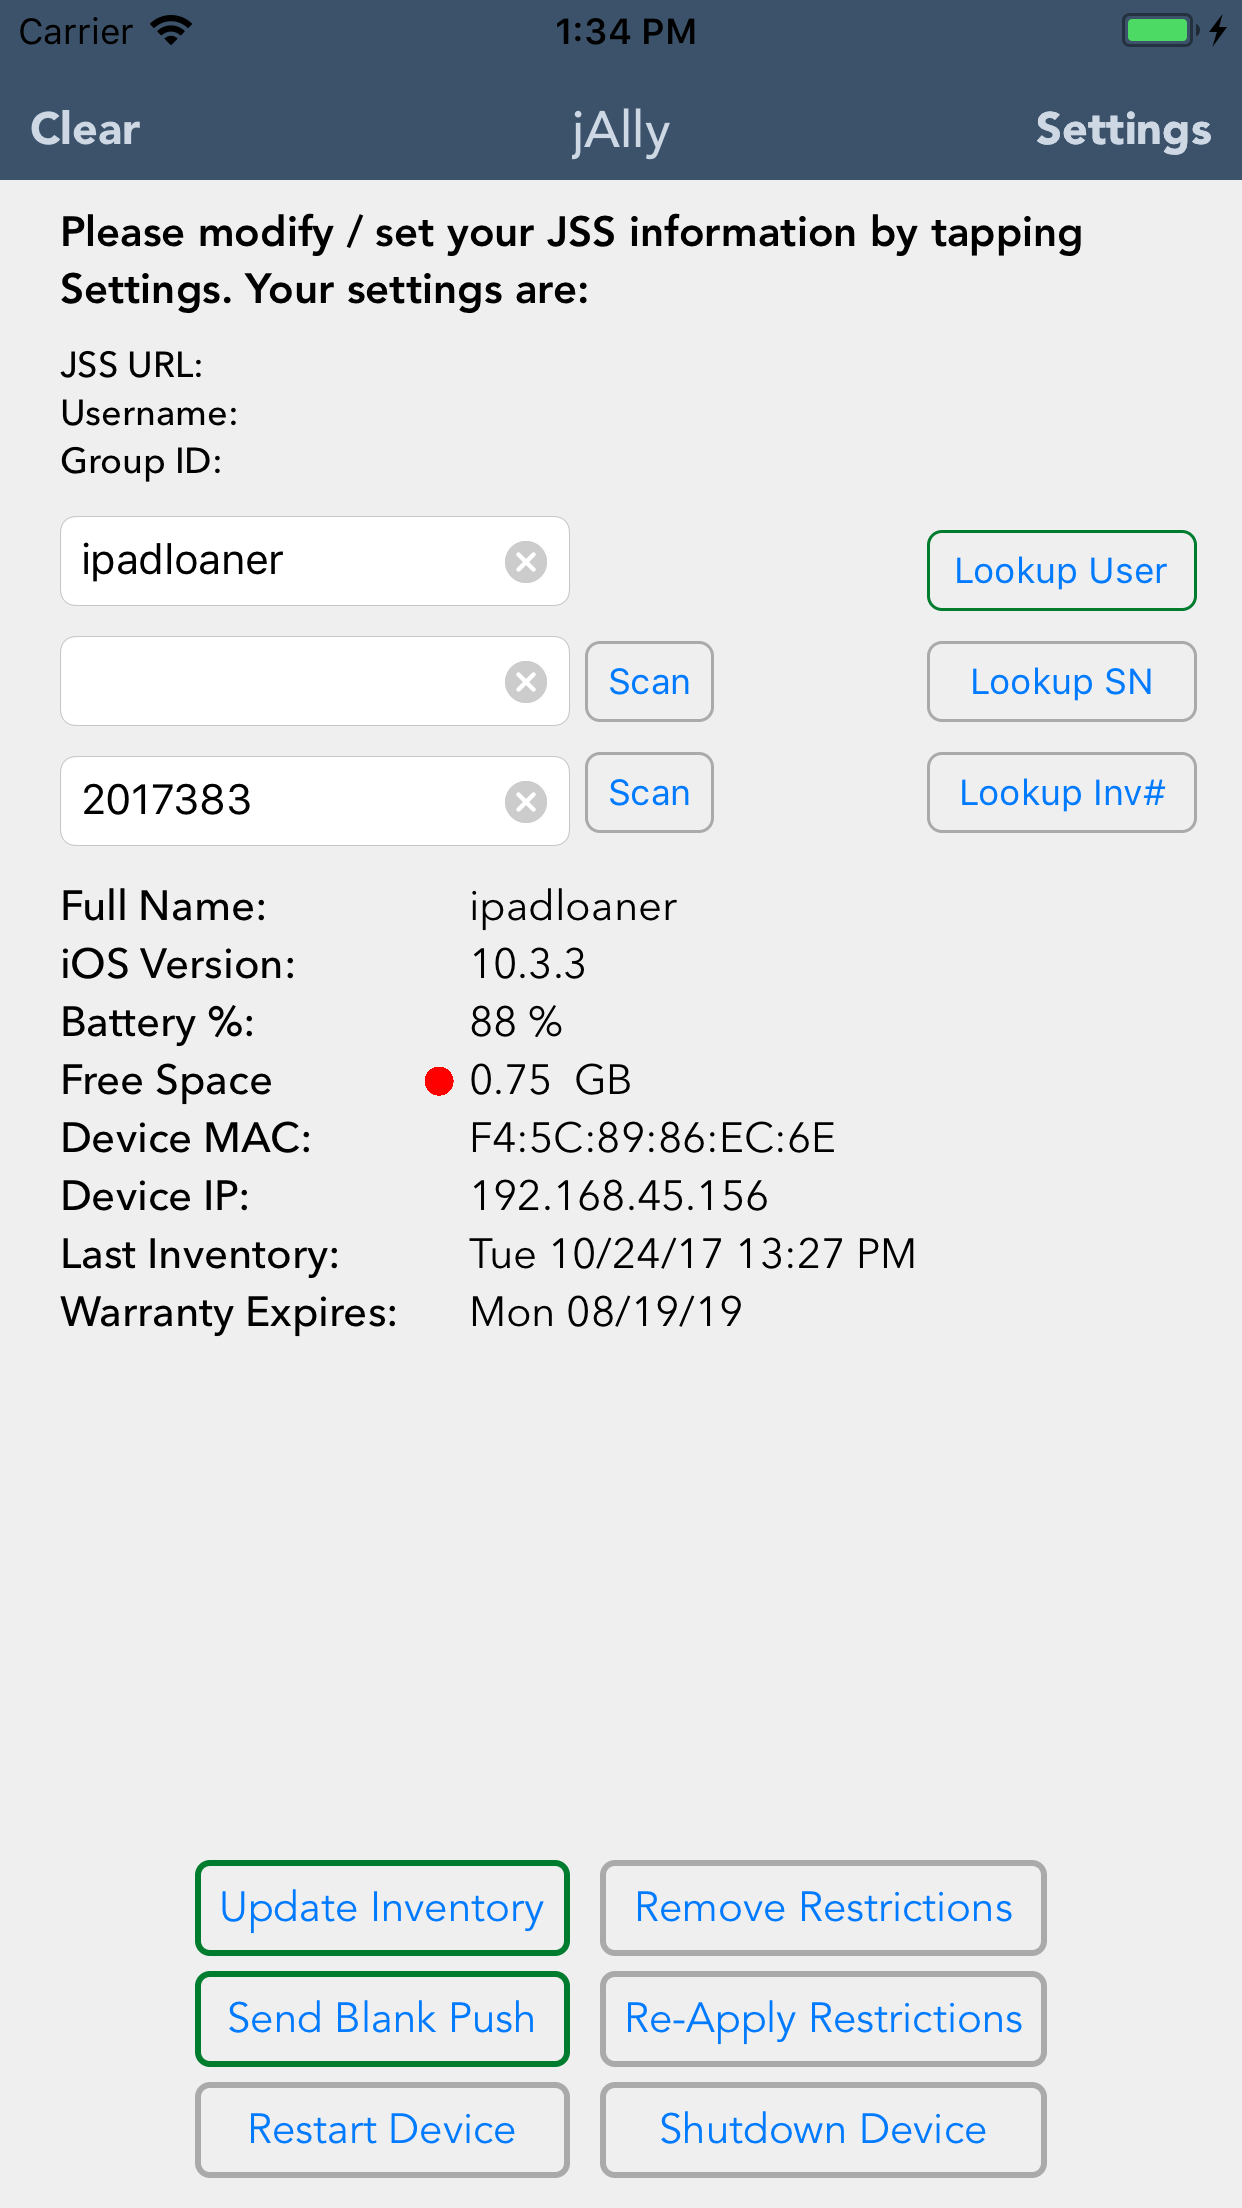 Carrier 1:34 PM
Clear jAlly Settings
Please modify / set your JSS information by tapping
Settings. Your settings are:
JSS URL:
Username:
Group ID:
ipadloaner Lookup User
Scan Lookup SN
2017383 Scan Lookup Inv#
Full Name: ipadloaner
iOS Version: 10.3.3
Battery %: 88 %
Free Space 0.75 GB
Device MAC: F4:5C:89:86:EC:6E
Device IP: 192.168.45.156
Last Inventory: Tue 10/24/17 13:27 PM
Warranty Expires: Mon 08/19/19
Update Inventory Remove Restrictions
Send Blank Push Re-Apply Restrictions
Restart Device Shutdown Device